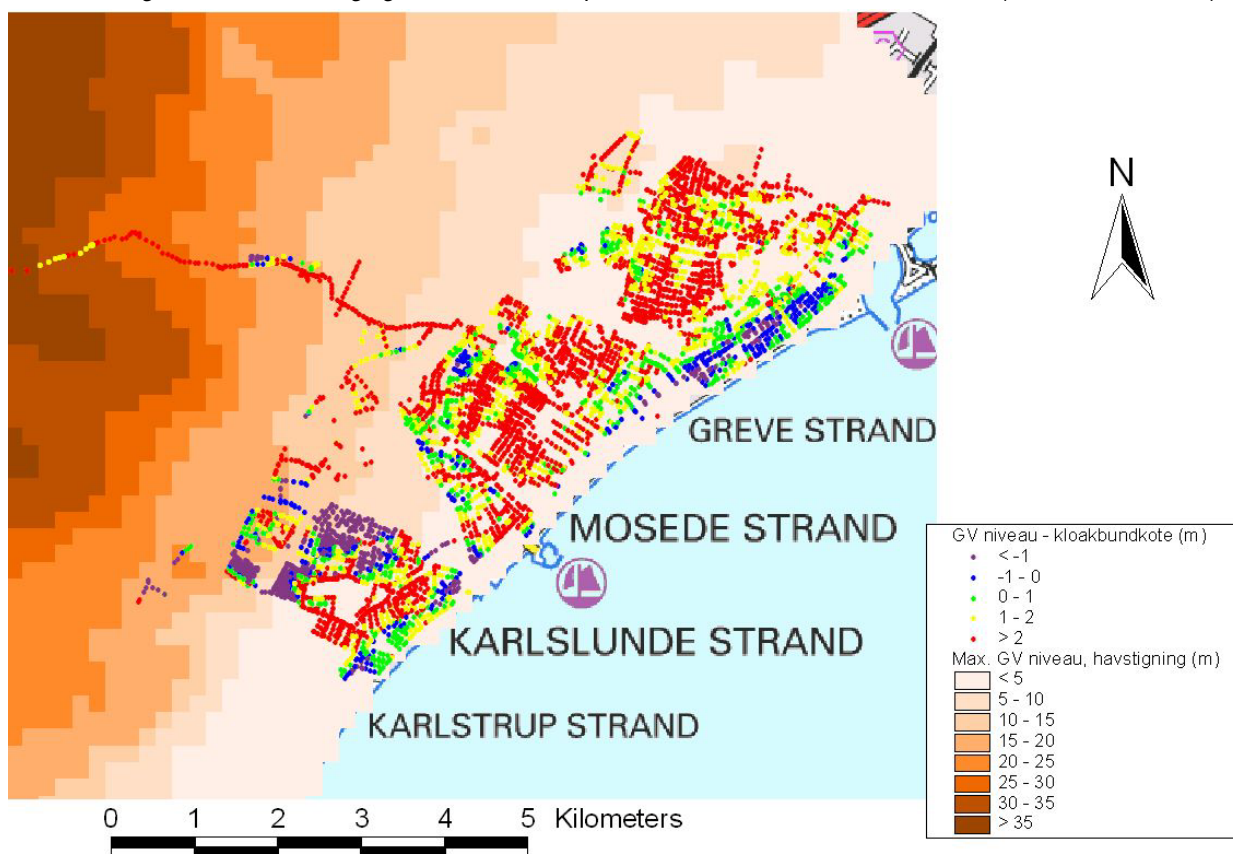 N
GREVE STRAND
MOSEDE STRAND
KARLSLUNDE STRAND
KARLSTRUP STRAND
GV niveau - kloakbundkote (m)
< -1
-1 - 0
0 - 1
1 - 2
> 2
Max. GV niveau, havstigning (m)
< 5
5 - 10
10 - 15
15 - 20
20 - 25
25 - 30
30 - 35
> 35
0 1 2 3 4 5 Kilometers